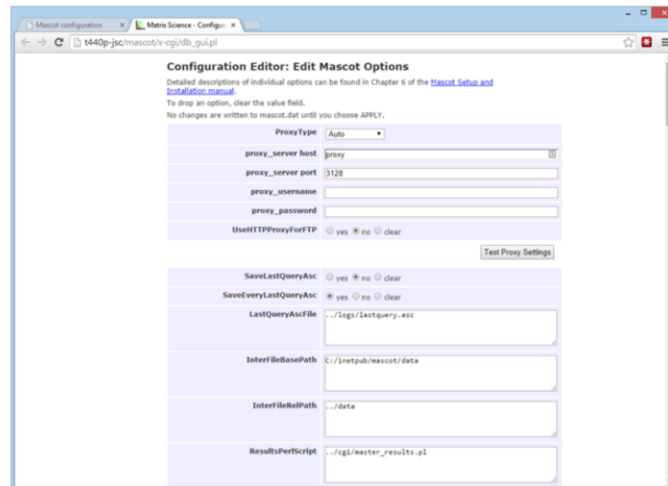 Mascot configuration
Matrix Science - Configur
t440p-jsc/mascot/x-cgi/db_gui.pl
Configuration Editor: Edit Mascot Options
Detailed descriptions of individual options can be found in Chapter 6 of the Mascot Setup and
Installation manual.
To drop an option, clear the value field.
No changes are written to mascot.dat until you choose APPLY.
ProxyType Auto
proxy_server host proxy
proxy_server port 3128
proxy_username
proxy_password
UseHTTPProxyForFTP yes no clear
Test Proxy Settings
SaveLastQueryAsc yes no clear
SaveEveryLastQueryAsc yes no clear
LastQueryAscFile ../logs/lastquery.asc
InterFileBasePath C:/inetpub/mascot/data
InterFileRelPath ../data
ResultsPerlScript ../cgi/master_results.pl